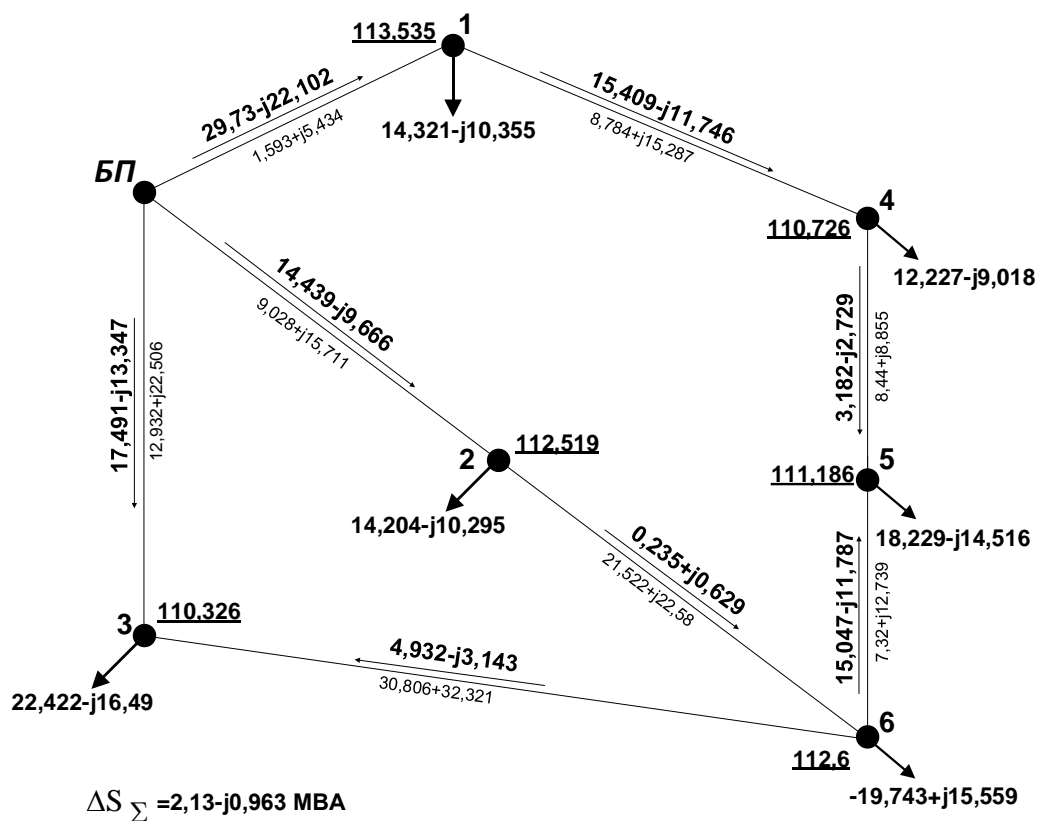 1
113,535
29,73-j22,102
1,593+j5,434
14,321-j10,355
15,409-j11,746
8,784+j15,287
БП
4
110,726
12,227-j9,018
14,439-j9,666
9,028+j15,711
17,491-j13,347
12,932+j22,506
3,182-j2,729
8,44+j8,855
2
112,519
14,204-j10,295
5
111,186
18,229-j14,516
0,235+j0,629
21,522+j22,58
15,047-j11,787
7,32+j12,739
3
110,326
22,422-j16,49
4,932-j3,143
30,806+32,321
6
112,6
-19,743+j15,559
ΔS Σ =2,13-j0,963 МВА